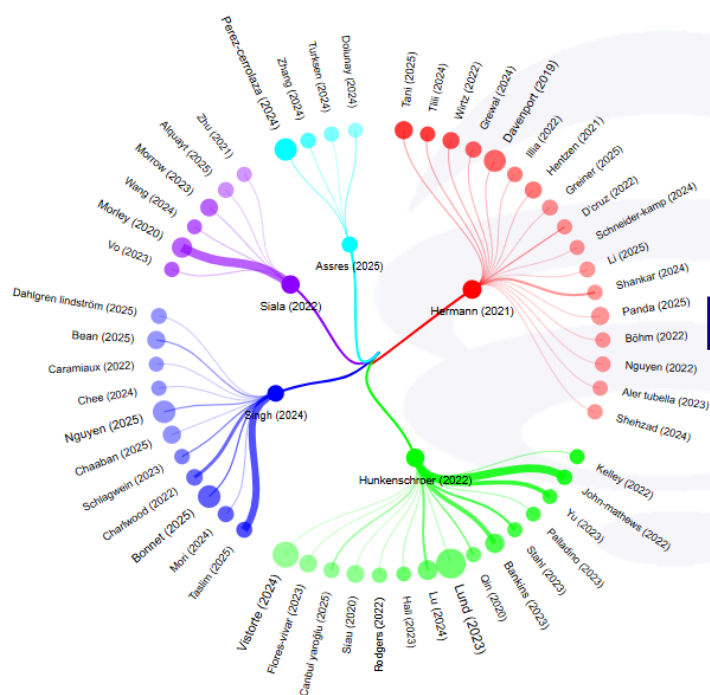 Perez-cerrolaza (2024)
Zhang (2024)
Turksen (2024)
Dolunay (2024)
Tani (2025)
Tilli (2024)
Wirtz (2022)
Grewal (2024)
Davenport (2019)
Illia (2022)
Hentzen (2021)
Greiner (2025)
D'cruz (2022)
Schneider-kamp (2024)
Li (2025)
Shankar (2024)
Panda (2025)
Böhm (2022)
Nguyen (2022)
Aler tubella (2023)
Shehzad (2024)
Zhu (2021)
Alquayt (2025)
Morrow (2023)
Wang (2024)
Morley (2020)
Vo (2023)
Assres (2025)
Siala (2022)
Hermann (2021)
Singh (2024)
Hunkenschroer (2022)
Dahlgren lindström (2025)
Bean (2025)
Caramiaux (2022)
Chee (2024)
Nguyen (2025)
Chaaban (2025)
Schlagwein (2023)
Charlwood (2022)
Bonnet (2025)
Mori (2024)
Taslim (2025)
Vistorte (2024)
Flores-vivar (2023)
Canbul yaroğlu (2025)
Siau (2020)
Rodgers (2022)
Hall (2023)
Lu (2024)
Lund (2023)
Qin (2020)
Bankins (2023)
Stahl (2023)
Palladino (2023)
Yu (2023)
John-mathews (2022)
Kelley (2022)